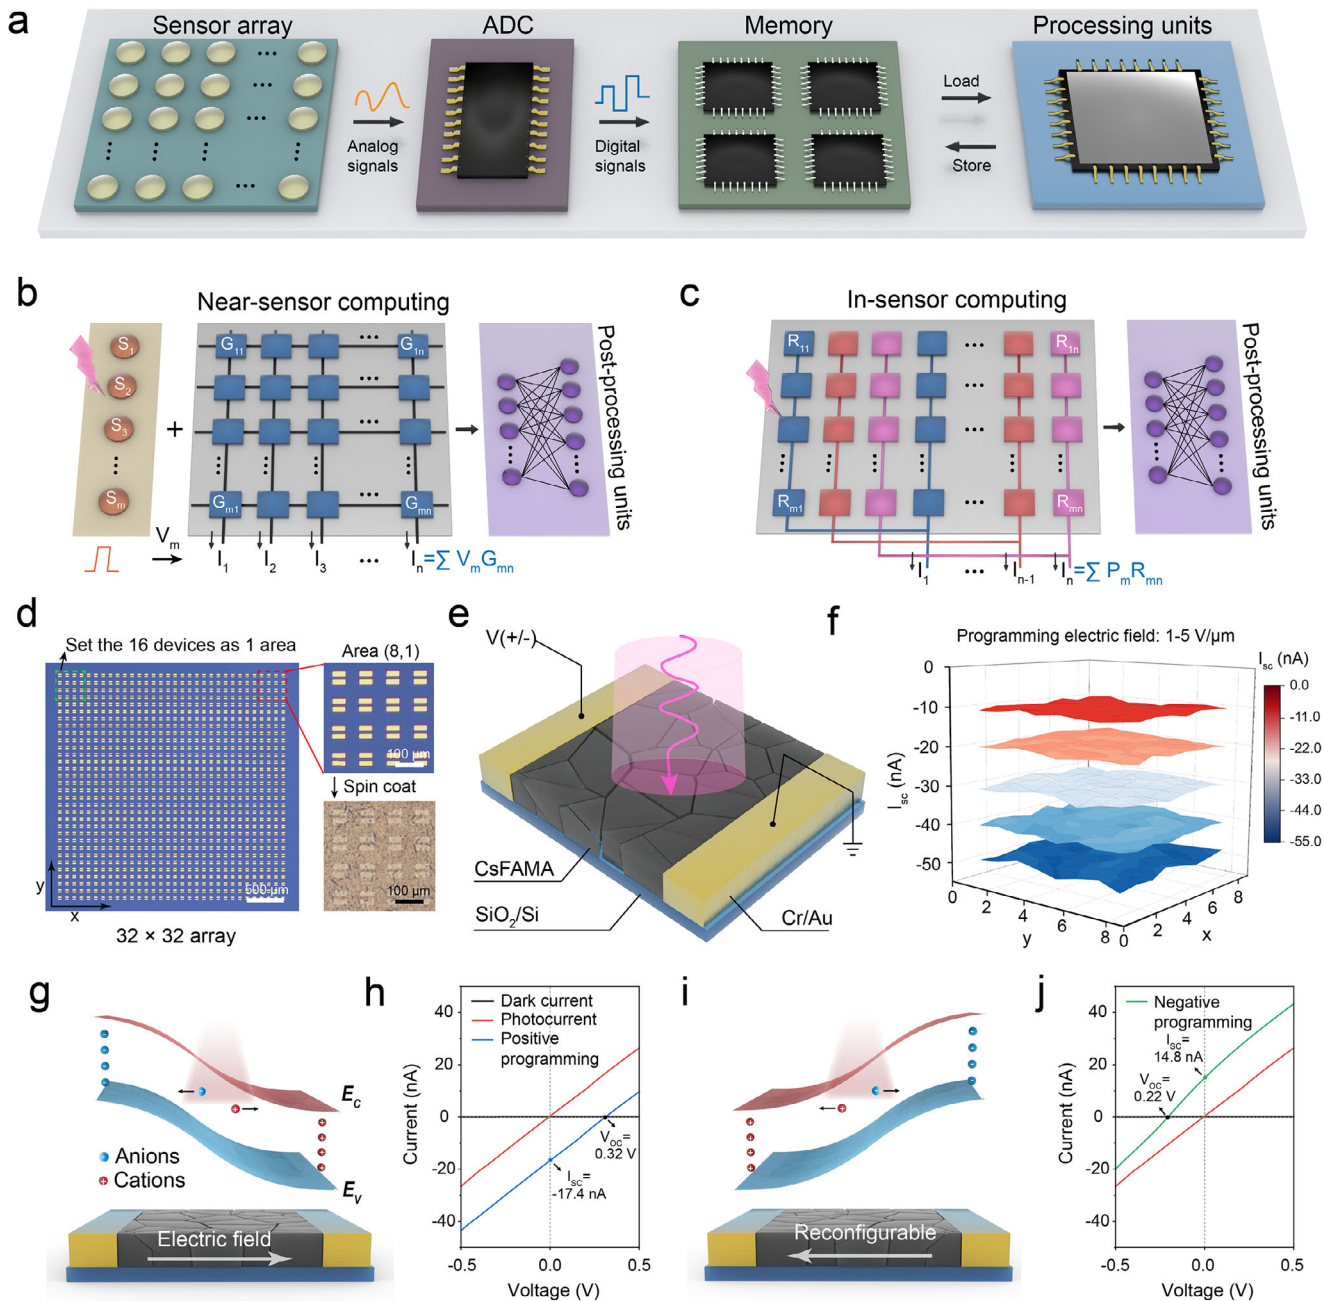 a
Sensor array
ADC
Memory
Processing units
Analog
signals
Digital
signals
Load
Store
b
Near-sensor computing
S1
S2
S3
Sm
+
G11
G1n
Gm1
Gmn
Vm
I1
I2
I3
In=∑ VmGmn
Post-processing units
c
In-sensor computing
R11
R1n
Rm1
Rmn
I1
In-1
In=∑ PmRmn
Post-processing units
d
Set the 16 devices as 1 area
Area (8,1)
100 µm
Spin coat
100 µm
500 µm
y
x
32 × 32 array
e
V(+/-)
CsFAMA
SiO2/Si
Cr/Au
f
Programming electric field: 1-5 V/µm
Isc (nA)
0
-10
-20
-30
-40
-50
Isc (nA)
0.0
-11.0
-22.0
-33.0
-44.0
-55.0
0
2
4
6
8
y
0
2
4
6
8
x
g
EC
EV
Anions
Cations
Electric field
h
Dark current
Photocurrent
Positive
programming
VOC=
0.32 V
ISC=
-17.4 nA
Current (nA)
40
20
0
-20
-40
-0.5
0.0
0.5
Voltage (V)
i
Reconfigurable
j
Negative
programming
ISC=
14.8 nA
VOC=
0.22 V
Current (nA)
40
20
0
-20
-40
-0.5
0.0
0.5
Voltage (V)